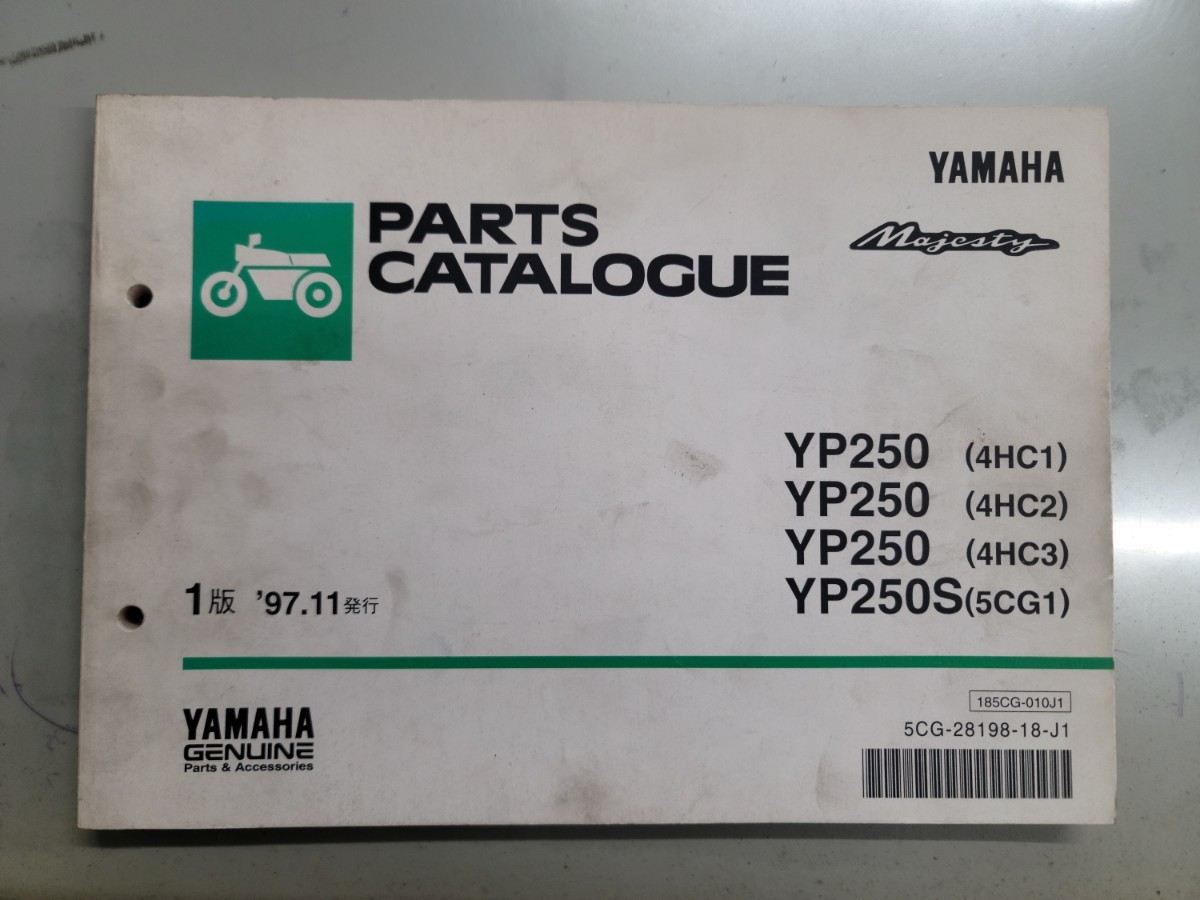 YAMAHA
Majesty
PARTS
CATALOGUE
YP250 (4HC1)
YP250 (4HC2)
YP250 (4HC3)
YP250S(5CG1)
1版 '97.11発行
185CG-010J1
5CG-28198-18-J1
YAMAHA
GENUINE
Parts & Accessories